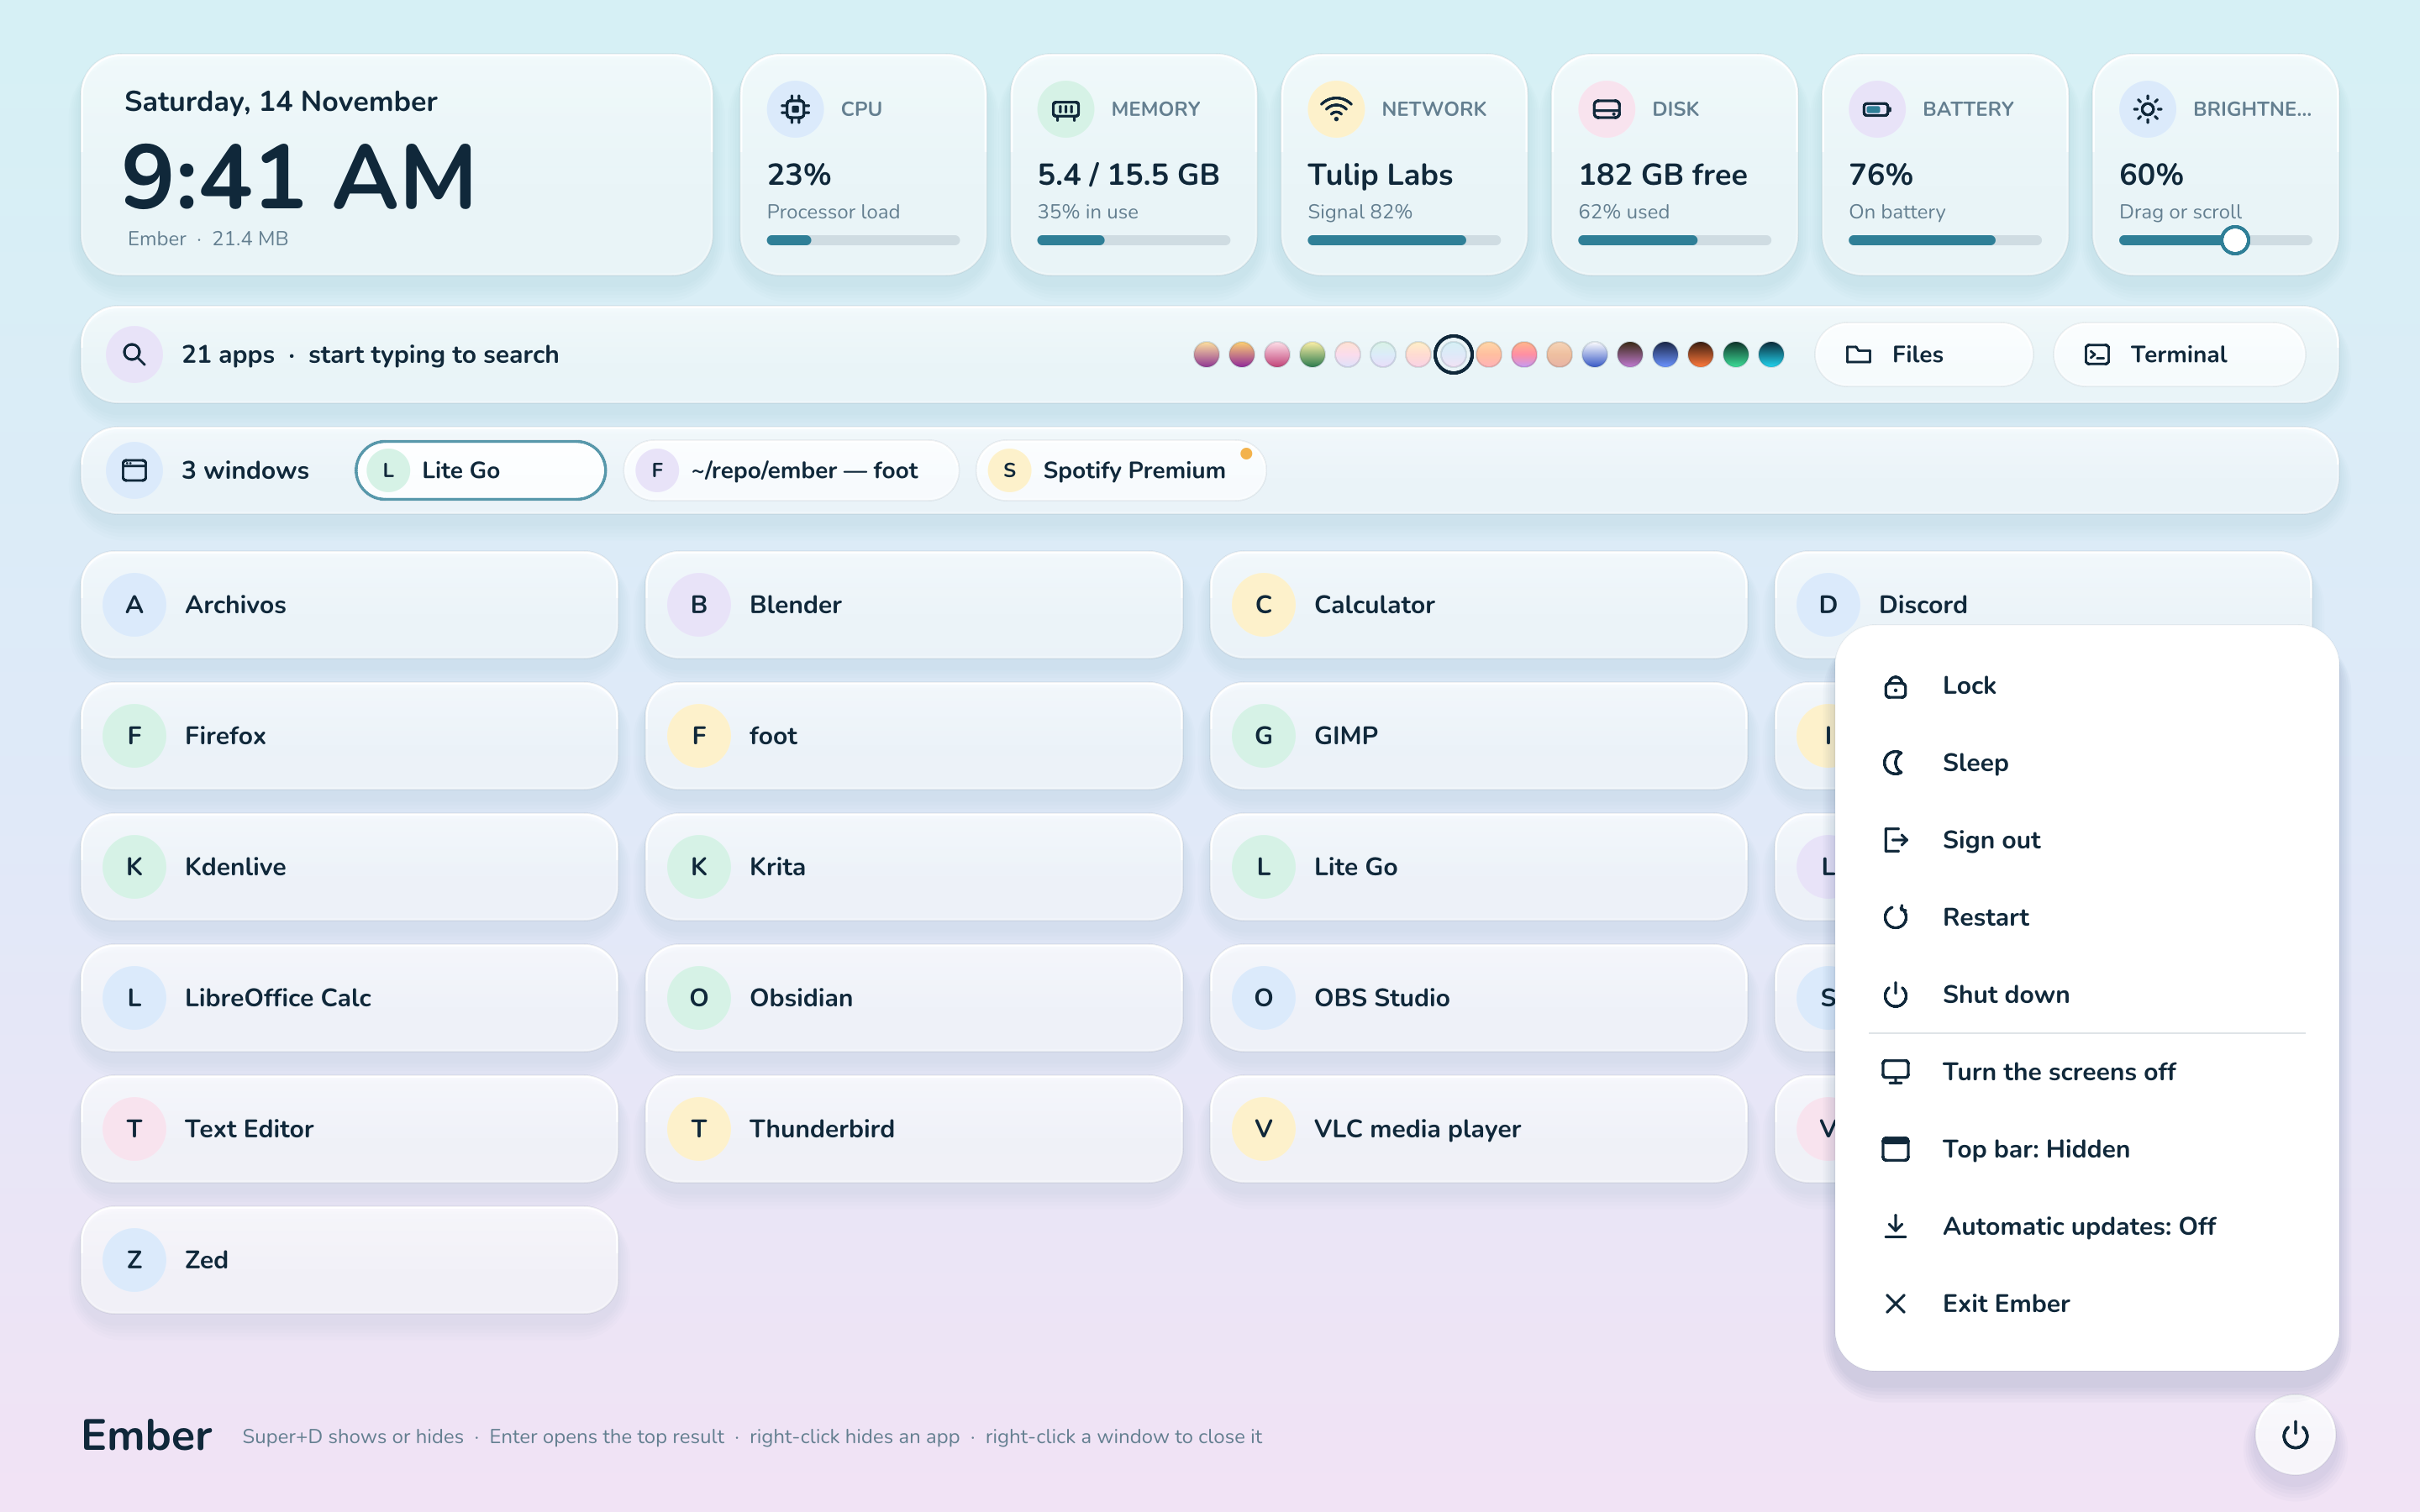 Saturday, 14 November
9:41 AM
Ember · 21.4 MB
CPU
23%
Processor load
MEMORY
5.4 / 15.5 GB
35% in use
NETWORK
Tulip Labs
Signal 82%
DISK
182 GB free
62% used
BATTERY
76%
On battery
BRIGHTNE...
60%
Drag or scroll
21 apps · start typing to search
Files
Terminal
3 windows
L Lite Go
F ~/repo/ember — foot
S Spotify Premium
A Archivos
B Blender
C Calculator
D Discord
F Firefox
F foot
G GIMP
I
K Kdenlive
K Krita
L Lite Go
L
L LibreOffice Calc
O Obsidian
O OBS Studio
S
T Text Editor
T Thunderbird
V VLC media player
V
Z Zed
Lock
Sleep
Sign out
Restart
Shut down
Turn the screens off
Top bar: Hidden
Automatic updates: Off
Exit Ember
Ember
Super+D shows or hides · Enter opens the top result · right-click hides an app · right-click a window to close it